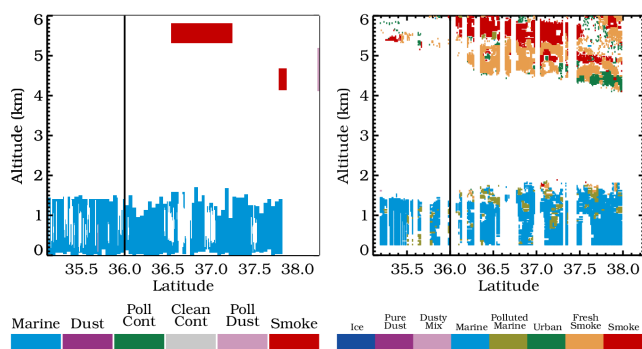 6
5
4
3
2
1
0
Altitude (km)
35.5 36.0 36.5 37.0 37.5 38.0
Latitude
Marine Dust Poll Cont Clean Cont Poll Dust Smoke
6
5
4
3
2
1
0
Altitude (km)
35.5 36.0 36.5 37.0 37.5 38.0
Latitude
Ice Pure Dust Dusty Mix Marine Polluted Marine Urban Fresh Smoke Smoke